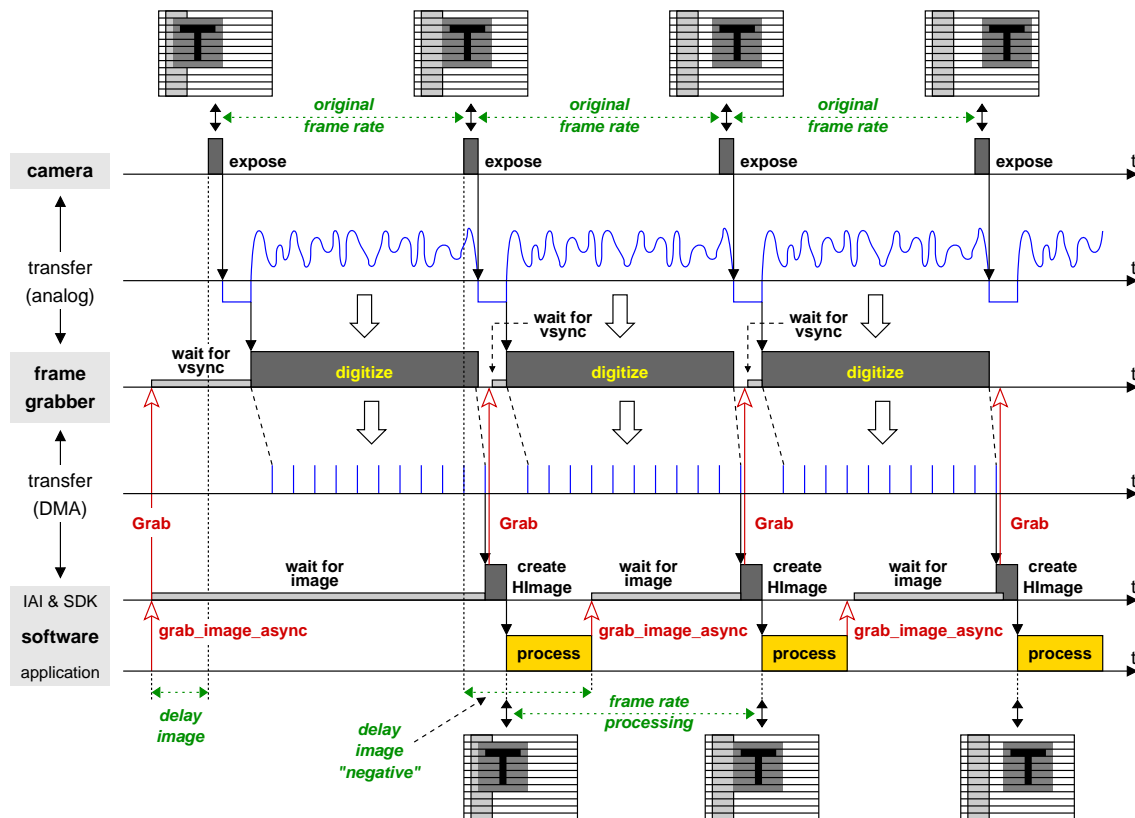 T
T
T
T
original
frame rate
original
frame rate
original
frame rate
expose
expose
expose
expose
t
camera
transfer
(analog)
t
wait for
vsync
wait for
vsync
wait for
vsync
frame
grabber
digitize
digitize
digitize
t
transfer
(DMA)
t
Grab
Grab
Grab
Grab
wait for
image
create
HImage
wait for
image
create
HImage
wait for
image
create
HImage
t
IAI & SDK
software
application
grab_image_async
grab_image_async
grab_image_async
process
process
process
t
delay
image
delay
image
"negative"
frame rate
processing
T
T
T